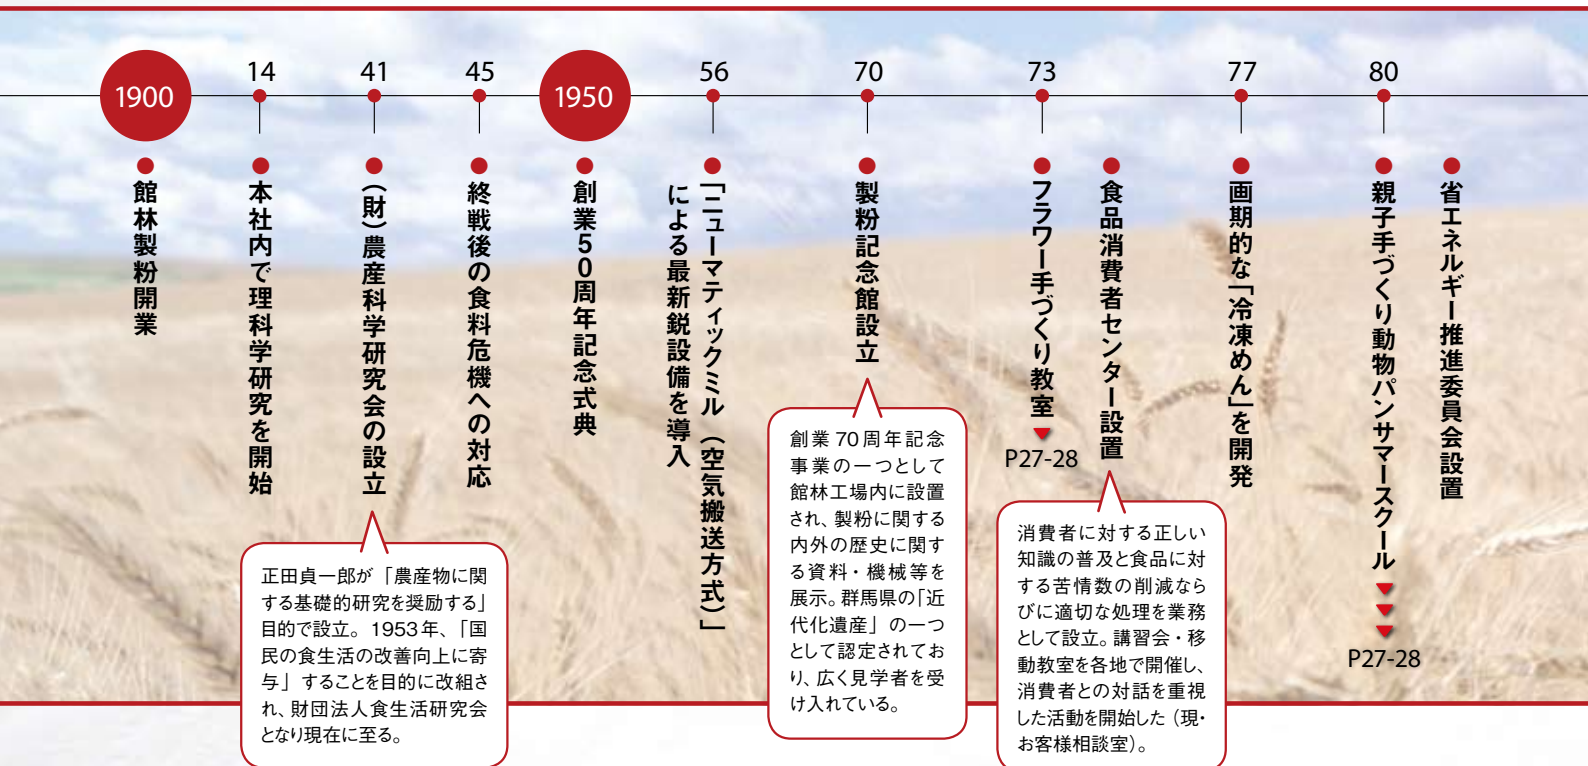 1900
14
41
45
1950
56
70
73
77
80
館林製粉開業
本社内で理科学研究を開始
(財)農産科学研究会の設立
終戦後の食料危機への対応
創業50周年記念式典
「ニューマティックミル(空気搬送方式)」
による最新鋭設備を導入
製粉記念館設立
フラワー手づくり教室
P27-28
食品消費者センター設置
画期的な「冷凍めん」を開発
親子手づくり動物パンサマースクール
P27-28
省エネルギー推進委員会設置
正田貞一郎が「農産物に関
する基礎的研究を奨励する」
目的で設立。1953年、「国
民の食生活の改善向上に寄
与」することを目的に改組さ
れ、財団法人食生活研究会
となり現在に至る。
創業70周年記念
事業の一つとして
館林工場内に設置
され、製粉に関する
内外の歴史に関す
る資料・機械等を
展示。群馬県の「近
代化遺産」の一つ
として認定されてお
り、広く見学者を受
け入れている。
消費者に対する正しい
知識の普及と食品に対
する苦情数の削減なら
びに適切な処理を業務
として設立。講習会・移
動教室を各地で開催し、
消費者との対話を重視
した活動を開始した(現・
お客様相談室)。